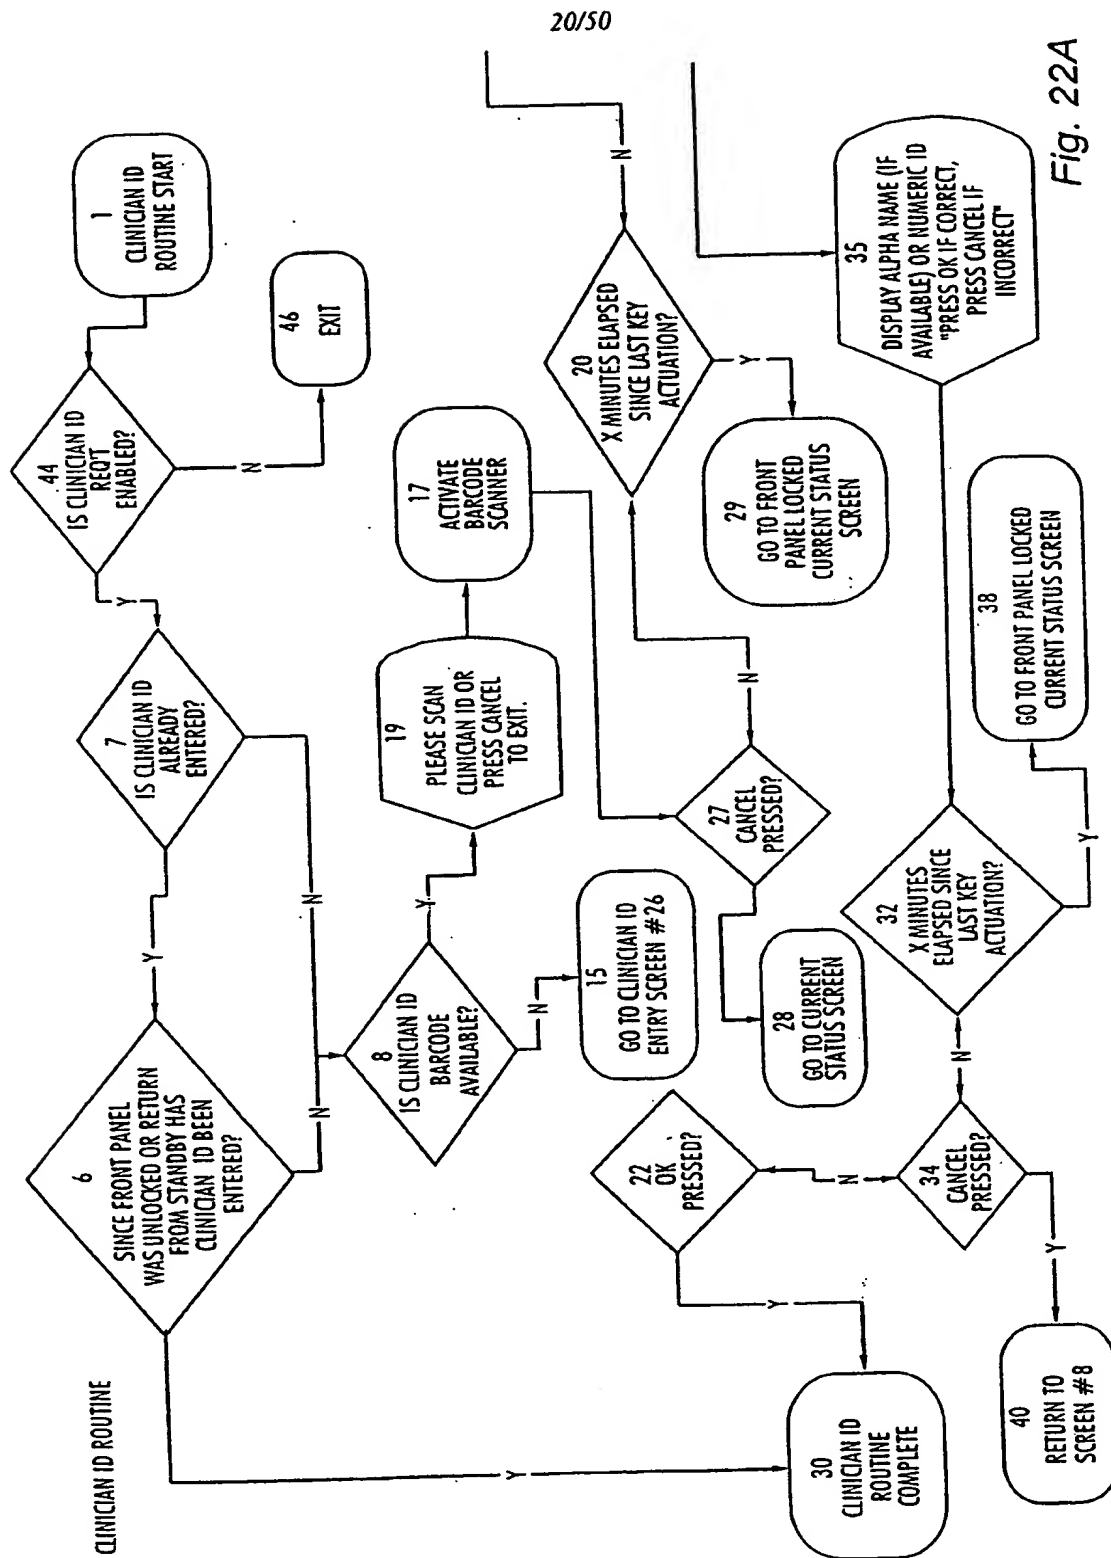 20/50
CLINICIAN ID ROUTINE
1
CLINICIAN ID
ROUTINE START
44
IS CLINICIAN ID
REQ'T
ENABLED?
N
46
EXIT
Y
7
IS CLINICIAN ID
ALREADY
ENTERED?
N
Y
6
SINCE FRONT PANEL
WAS UNLOCKED OR RETURN
FROM STANDBY HAS
CLINICIAN ID BEEN
ENTERED?
N
Y
8
IS CLINICIAN ID
BARCODE
AVAILABLE?
Y
N
15
GO TO CLINICIAN ID
ENTRY SCREEN #26
19
PLEASE SCAN
CLINICIAN ID OR
PRESS CANCEL
TO EXIT.
17
ACTIVATE
BARCODE
SCANNER
27
CANCEL
PRESSED?
N
28
GO TO CURRENT
STATUS SCREEN
20
X MINUTES ELAPSED
SINCE LAST KEY
ACTUATION?
N
Y
29
GO TO FRONT
PANEL LOCKED
CURRENT STATUS
SCREEN
35
DISPLAY ALPHA NAME (IF
AVAILABLE) OR NUMERIC ID
"PRESS OK IF CORRECT,
PRESS CANCEL IF
INCORRECT"
32
X MINUTES
ELAPSED SINCE
LAST KEY
ACTUATION?
Y
38
GO TO FRONT PANEL LOCKED
CURRENT STATUS SCREEN
N
34
CANCEL
PRESSED?
Y
40
RETURN TO
SCREEN #8
N
22
OK
PRESSED?
Y
30
CLINICIAN ID
ROUTINE
COMPLETE
Fig. 22A